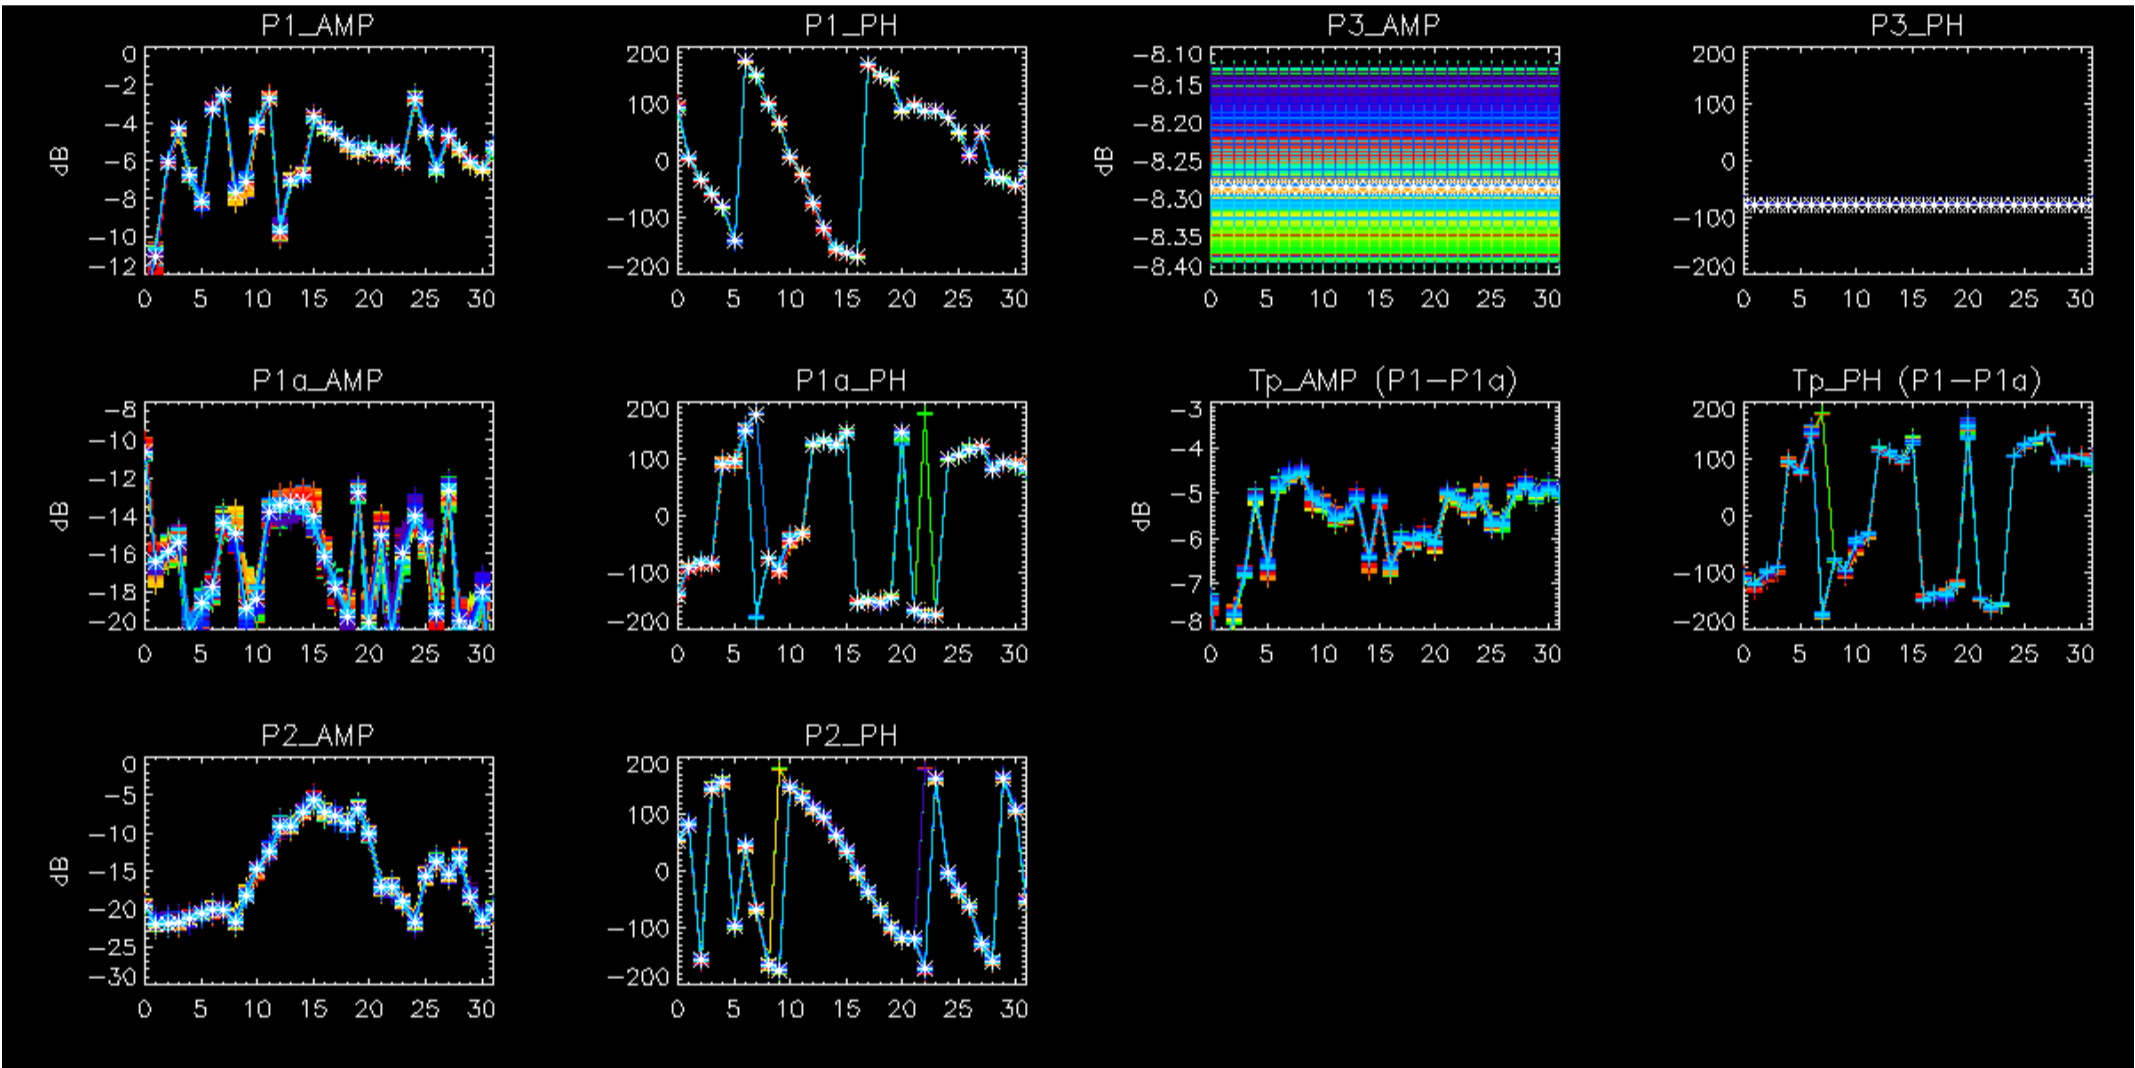 P1_AMP
dB
0
-2
-4
-6
-8
-10
-12
0 5 10 15 20 25 30
P1_PH
200
100
0
-100
-200
0 5 10 15 20 25 30
P3_AMP
dB
-8.10
-8.15
-8.20
-8.25
-8.30
-8.35
-8.40
0 5 10 15 20 25 30
P3_PH
200
100
0
-100
-200
0 5 10 15 20 25 30
P1a_AMP
dB
-8
-10
-12
-14
-16
-18
-20
0 5 10 15 20 25 30
P1a_PH
200
100
0
-100
-200
0 5 10 15 20 25 30
Tp_AMP (P1-P1a)
dB
-3
-4
-5
-6
-7
-8
0 5 10 15 20 25 30
Tp_PH (P1-P1a)
200
100
0
-100
-200
0 5 10 15 20 25 30
P2_AMP
dB
0
-5
-10
-15
-20
-25
-30
0 5 10 15 20 25 30
P2_PH
200
100
0
-100
-200
0 5 10 15 20 25 30